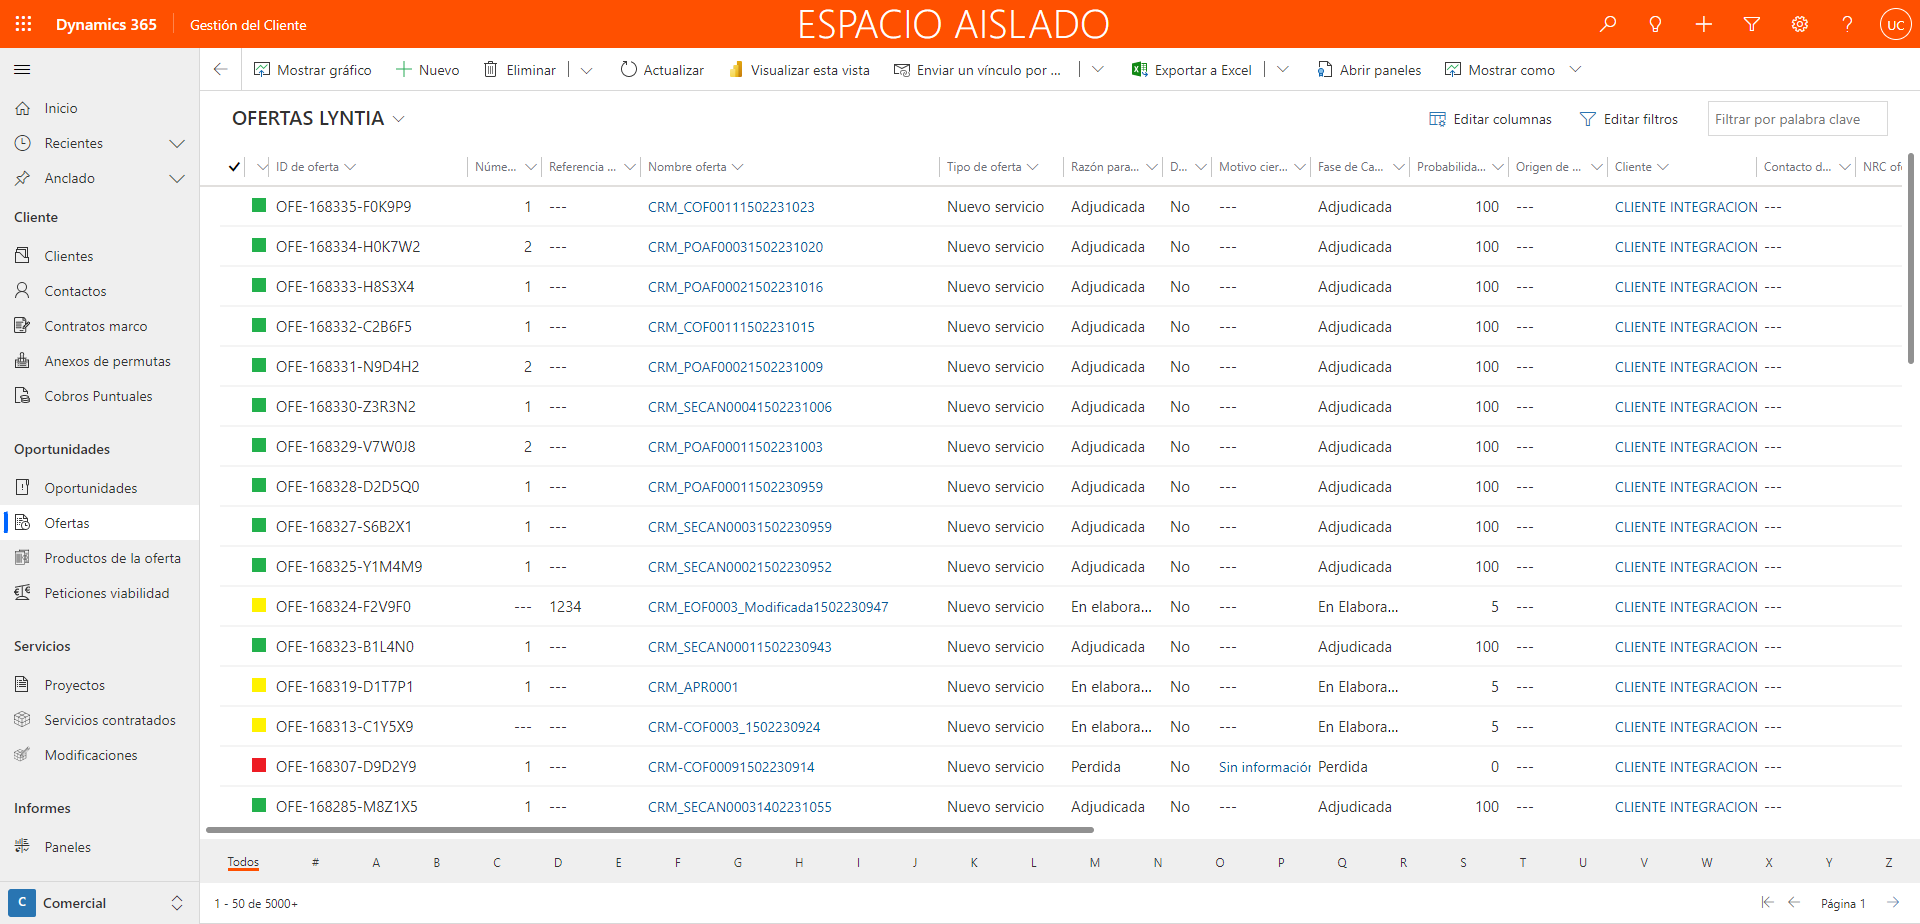 Dynamics 365 Gestión del Cliente ESPACIO AISLADO ? UC
Mostrar gráfico Nuevo Eliminar Actualizar Visualizar esta vista Enviar un vínculo por ... Exportar a Excel Abrir paneles Mostrar como
Inicio
Recientes
Anclado
Cliente
Clientes
Contactos
Contratos marco
Anexos de permutas
Cobros Puntuales
Oportunidades
Oportunidades
Ofertas
Productos de la oferta
Peticiones viabilidad
Servicios
Proyectos
Servicios contratados
Modificaciones
Informes
Paneles
C Comercial
OFERTAS LYNTIA Editar columnas Editar filtros Filtrar por palabra clave
ID de oferta Núme... Referencia ... Nombre oferta Tipo de oferta Razón para... D... Motivo cier... Fase de Ca... Probabilida... Origen de ... Cliente Contacto d... NRC of
OFE-168335-F0K9P9 1 --- CRM_COF00111502231023 Nuevo servicio Adjudicada No --- Adjudicada 100 --- CLIENTE INTEGRACION ---
OFE-168334-H0K7W2 2 --- CRM_POAF00031502231020 Nuevo servicio Adjudicada No --- Adjudicada 100 --- CLIENTE INTEGRACION ---
OFE-168333-H8S3X4 1 --- CRM_POAF00021502231016 Nuevo servicio Adjudicada No --- Adjudicada 100 --- CLIENTE INTEGRACION ---
OFE-168332-C2B6F5 1 --- CRM_COF00111502231015 Nuevo servicio Adjudicada No --- Adjudicada 100 --- CLIENTE INTEGRACION ---
OFE-168331-N9D4H2 2 --- CRM_POAF00021502231009 Nuevo servicio Adjudicada No --- Adjudicada 100 --- CLIENTE INTEGRACION ---
OFE-168330-Z3R3N2 1 --- CRM_SECAN00041502231006 Nuevo servicio Adjudicada No --- Adjudicada 100 --- CLIENTE INTEGRACION ---
OFE-168329-V7W0J8 2 --- CRM_POAF00011502231003 Nuevo servicio Adjudicada No --- Adjudicada 100 --- CLIENTE INTEGRACION ---
OFE-168328-D2D5Q0 1 --- CRM_POAF00011502230959 Nuevo servicio Adjudicada No --- Adjudicada 100 --- CLIENTE INTEGRACION ---
OFE-168327-S6B2X1 1 --- CRM_SECAN00031502230959 Nuevo servicio Adjudicada No --- Adjudicada 100 --- CLIENTE INTEGRACION ---
OFE-168325-Y1M4M9 1 --- CRM_SECAN00021502230952 Nuevo servicio Adjudicada No --- Adjudicada 100 --- CLIENTE INTEGRACION ---
OFE-168324-F2V9F0 --- 1234 CRM_EOF0003_Modificada1502230947 Nuevo servicio En elabora... No --- En Elabora... 5 --- CLIENTE INTEGRACION ---
OFE-168323-B1L4N0 1 --- CRM_SECAN00011502230943 Nuevo servicio Adjudicada No --- Adjudicada 100 --- CLIENTE INTEGRACION ---
OFE-168319-D1T7P1 1 --- CRM_APR0001 Nuevo servicio En elabora... No --- En Elabora... 5 --- CLIENTE INTEGRACION ---
OFE-168313-C1Y5X9 --- --- CRM-COF0003_1502230924 Nuevo servicio En elabora... No --- En Elabora... 5 --- CLIENTE INTEGRACION ---
OFE-168307-D9D2Y9 1 --- CRM-COF00091502230914 Nuevo servicio Perdida No Sin información Perdida 0 --- CLIENTE INTEGRACION ---
OFE-168285-M8Z1X5 1 --- CRM_SECAN00031402231055 Nuevo servicio Adjudicada No --- Adjudicada 100 --- CLIENTE INTEGRACION ---
Todos # A B C D E F G H I J K L M N O P Q R S T U V W X Y Z
1 - 50 de 5000+ Página 1